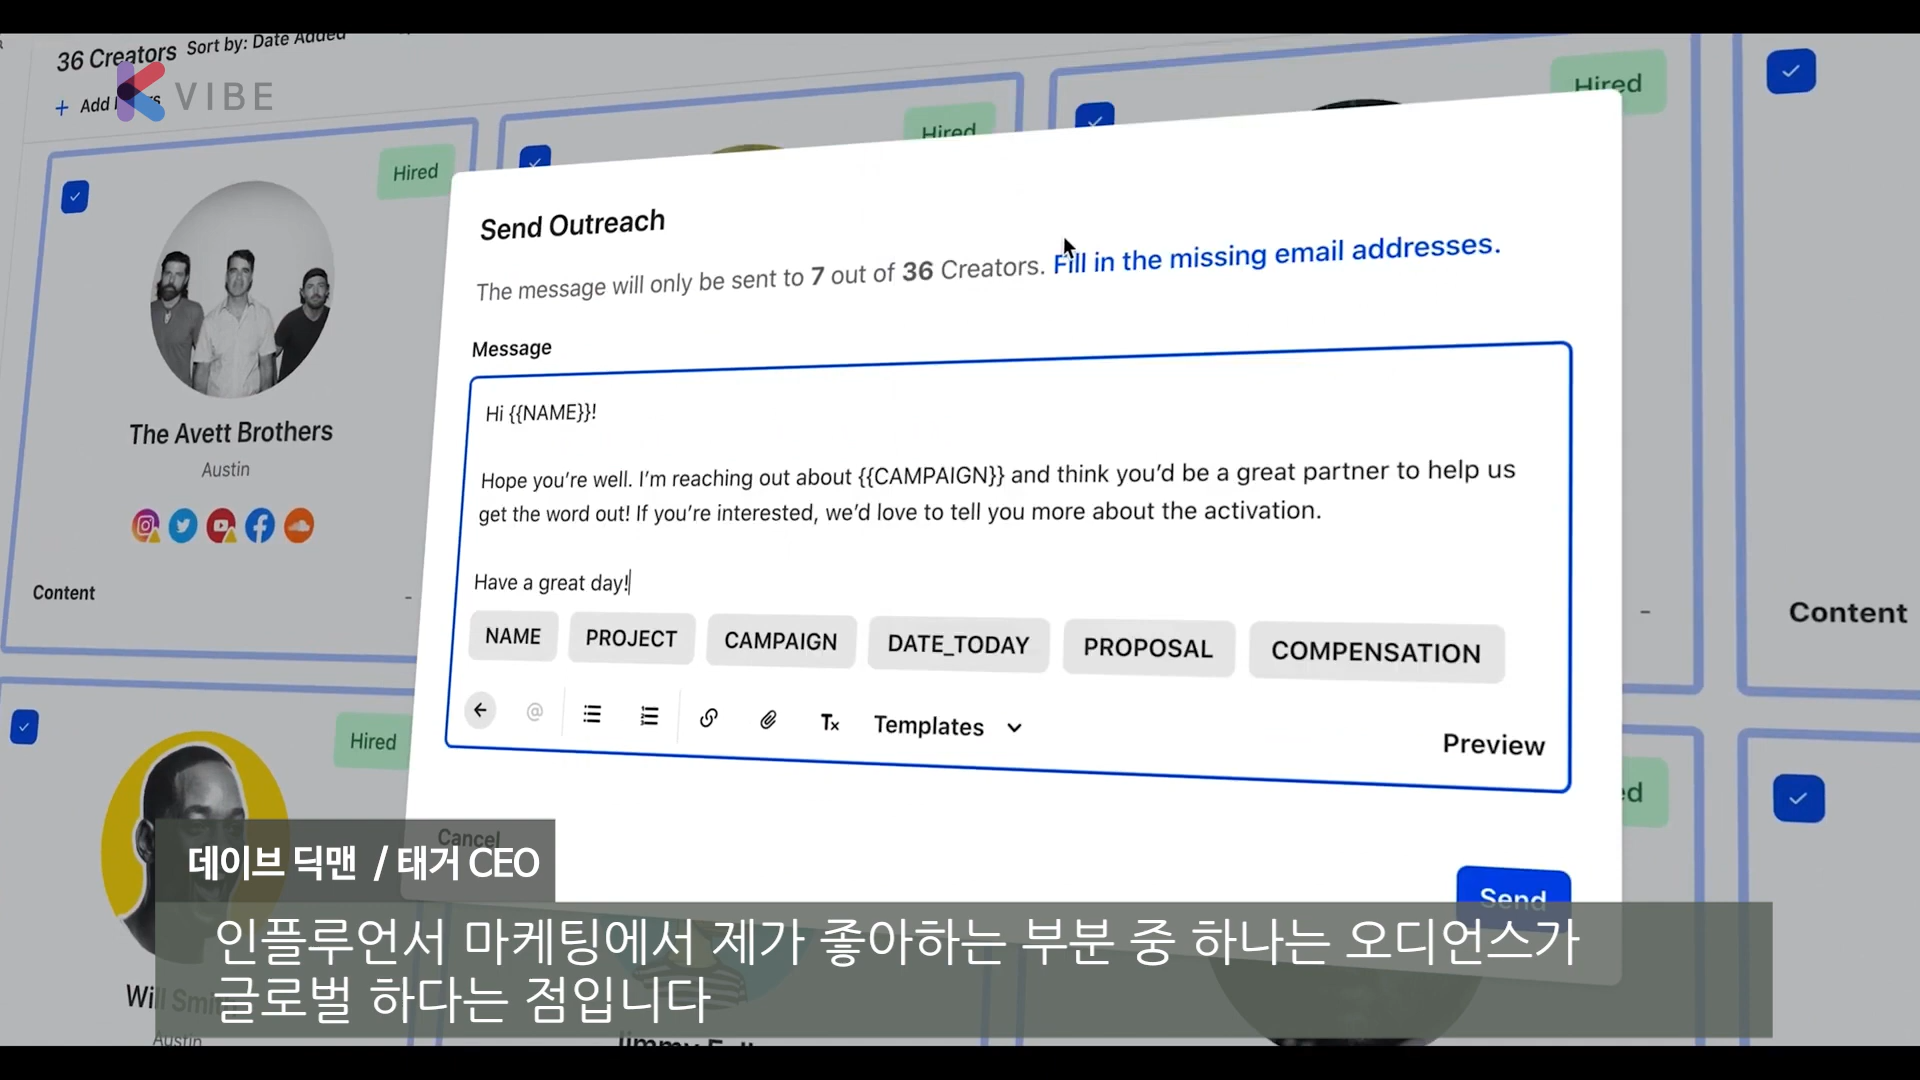 36 Creators Sort by: Date Added
+ Add
VIBE
Hired
Hired
Hired
Send Outreach
The message will only be sent to 7 out of 36 Creators. Fill in the missing email addresses.
Message
Hi {{NAME}}!
Hope you're well. I'm reaching out about {{CAMPAIGN}} and think you'd be a great partner to help us
get the word out! If you're interested, we'd love to tell you more about the activation.
Have a great day!
NAME PROJECT CAMPAIGN DATE_TODAY PROPOSAL COMPENSATION
Templates
Preview
Cancel
Send
The Avett Brothers
Austin
Content -
- Content
Hired
데이브 딕맨 / 태거 CEO
인플루언서 마케팅에서 제가 좋아하는 부분 중 하나는 오디언스가
글로벌 하다는 점입니다
Will Smith
Austin